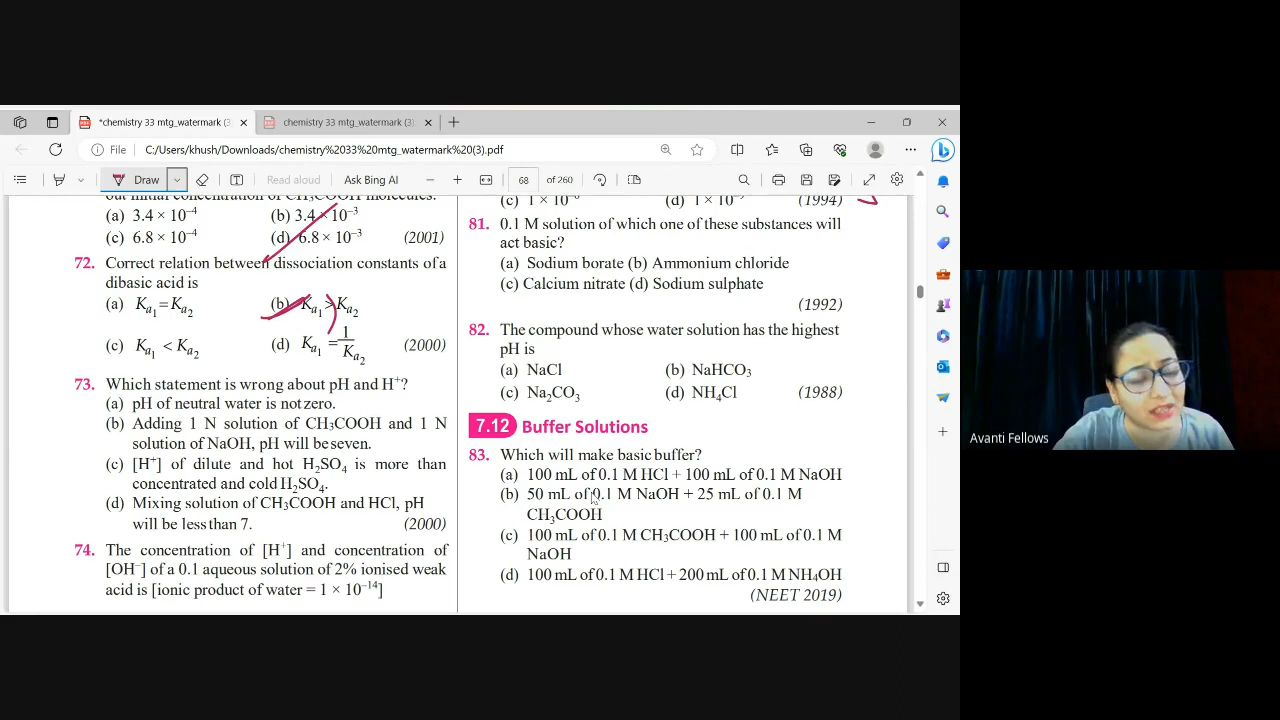 *chemistry 33 mtg_watermark (3)
chemistry 33 mtg_watermark (3)
File
C:/Users/khush/Downloads/chemistry%2033%20mtg_watermark%20(3).pdf
Draw
Read aloud
Ask Bing AI
68 of 260
out initial concentration of CH₃COOH molecules.
(a) 3.4 × 10⁻⁴ (b) 3.4 × 10⁻³
(c) 6.8 × 10⁻⁴ (d) 6.8 × 10⁻³ (2001)
72. Correct relation between dissociation constants of a
dibasic acid is
(a) Kₐ₁ = Kₐ₂ (b) Kₐ₁ > Kₐ₂
(c) Kₐ₁ < Kₐ₂ (d) Kₐ₁ = 1/Kₐ₂ (2000)
73. Which statement is wrong about pH and H⁺?
(a) pH of neutral water is not zero.
(b) Adding 1 N solution of CH₃COOH and 1 N
solution of NaOH, pH will be seven.
(c) [H⁺] of dilute and hot H₂SO₄ is more than
concentrated and cold H₂SO₄.
(d) Mixing solution of CH₃COOH and HCl, pH
will be less than 7. (2000)
74. The concentration of [H⁺] and concentration of
[OH⁻] of a 0.1 aqueous solution of 2% ionised weak
acid is [ionic product of water = 1 × 10⁻¹⁴]
(1994)
81. 0.1 M solution of which one of these substances will
act basic?
(a) Sodium borate (b) Ammonium chloride
(c) Calcium nitrate (d) Sodium sulphate
(1992)
82. The compound whose water solution has the highest
pH is
(a) NaCl (b) NaHCO₃
(c) Na₂CO₃ (d) NH₄Cl (1988)
7.12 Buffer Solutions
83. Which will make basic buffer?
(a) 100 mL of 0.1 M HCl + 100 mL of 0.1 M NaOH
(b) 50 mL of 0.1 M NaOH + 25 mL of 0.1 M
CH₃COOH
(c) 100 mL of 0.1 M CH₃COOH + 100 mL of 0.1 M
NaOH
(d) 100 mL of 0.1 M HCl + 200 mL of 0.1 M NH₄OH
(NEET 2019)
Avanti Fellows